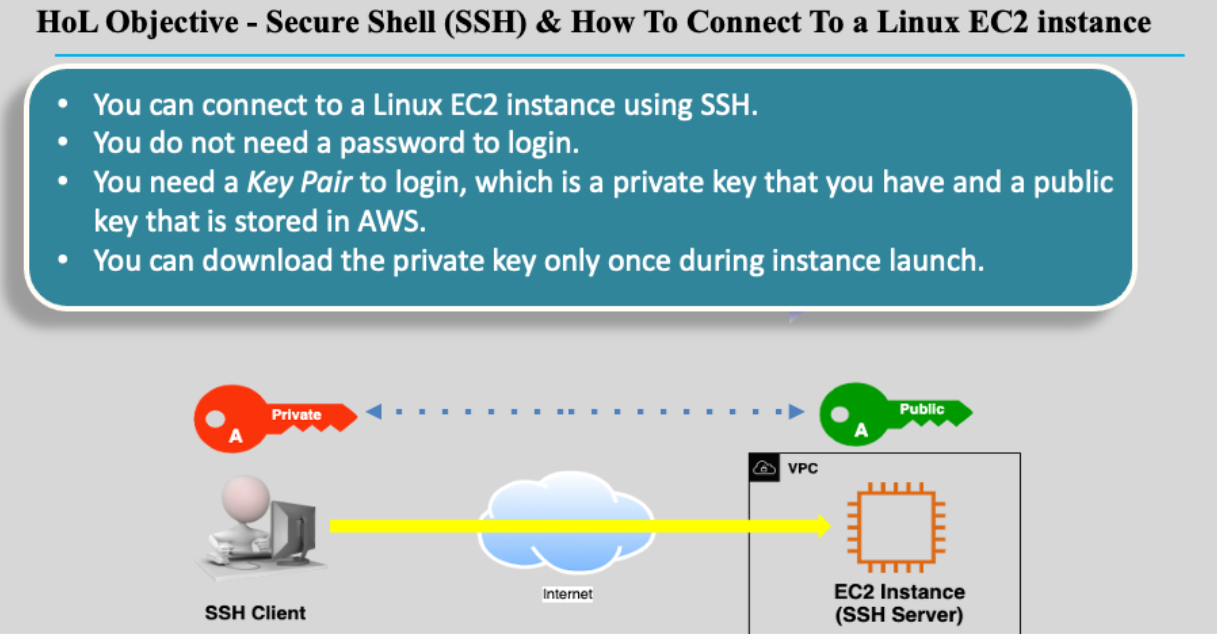 HoL Objective - Secure Shell (SSH) & How To Connect To a Linux EC2 instance
• You can connect to a Linux EC2 instance using SSH.
• You do not need a password to login.
• You need a Key Pair to login, which is a private key that you have and a public
key that is stored in AWS.
• You can download the private key only once during instance launch.
Private
A
Public
A
VPC
Internet
SSH Client
EC2 Instance
(SSH Server)